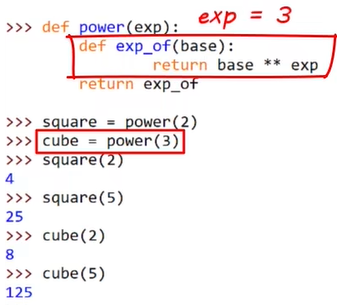 exp = 3
>>> def power(exp):
        def exp_of(base):
                return base ** exp
        return exp_of
>>> square = power(2)
>>> cube = power(3)
>>> square(2)
4
>>> square(5)
25
>>> cube(2)
8
>>> cube(5)
125